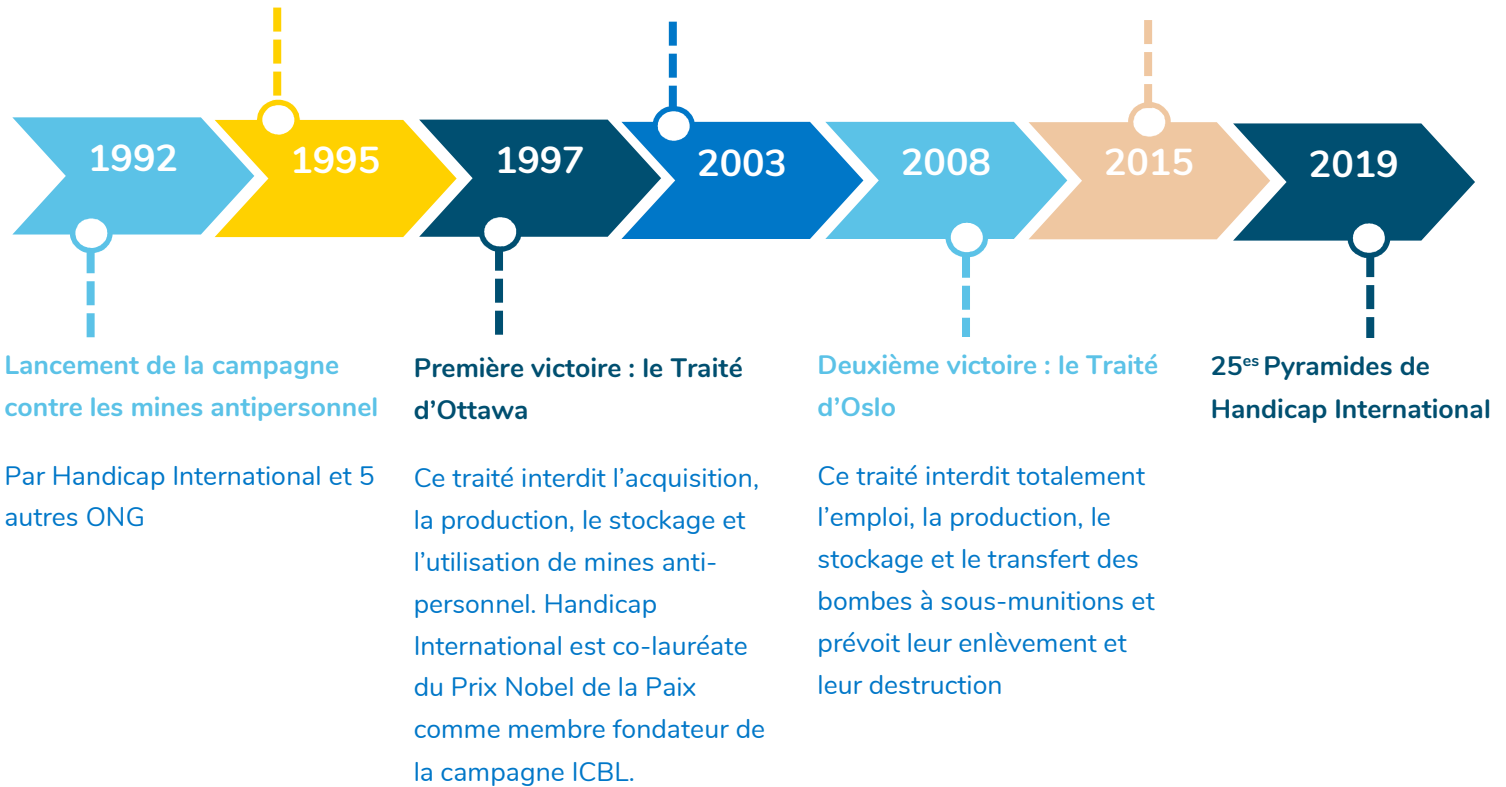 1992
1995
1997
2003
2008
2015
2019
Lancement de la campagne
contre les mines antipersonnel
Par Handicap International et 5
autres ONG
Première victoire : le Traité
d’Ottawa
Ce traité interdit l’acquisition,
la production, le stockage et
l’utilisation de mines anti-
personnel. Handicap
International est co-lauréate
du Prix Nobel de la Paix
comme membre fondateur de
la campagne ICBL.
Deuxième victoire : le Traité
d’Oslo
Ce traité interdit totalement
l’emploi, la production, le
stockage et le transfert des
bombes à sous-munitions et
prévoit leur enlèvement et
leur destruction
25es Pyramides de
Handicap International